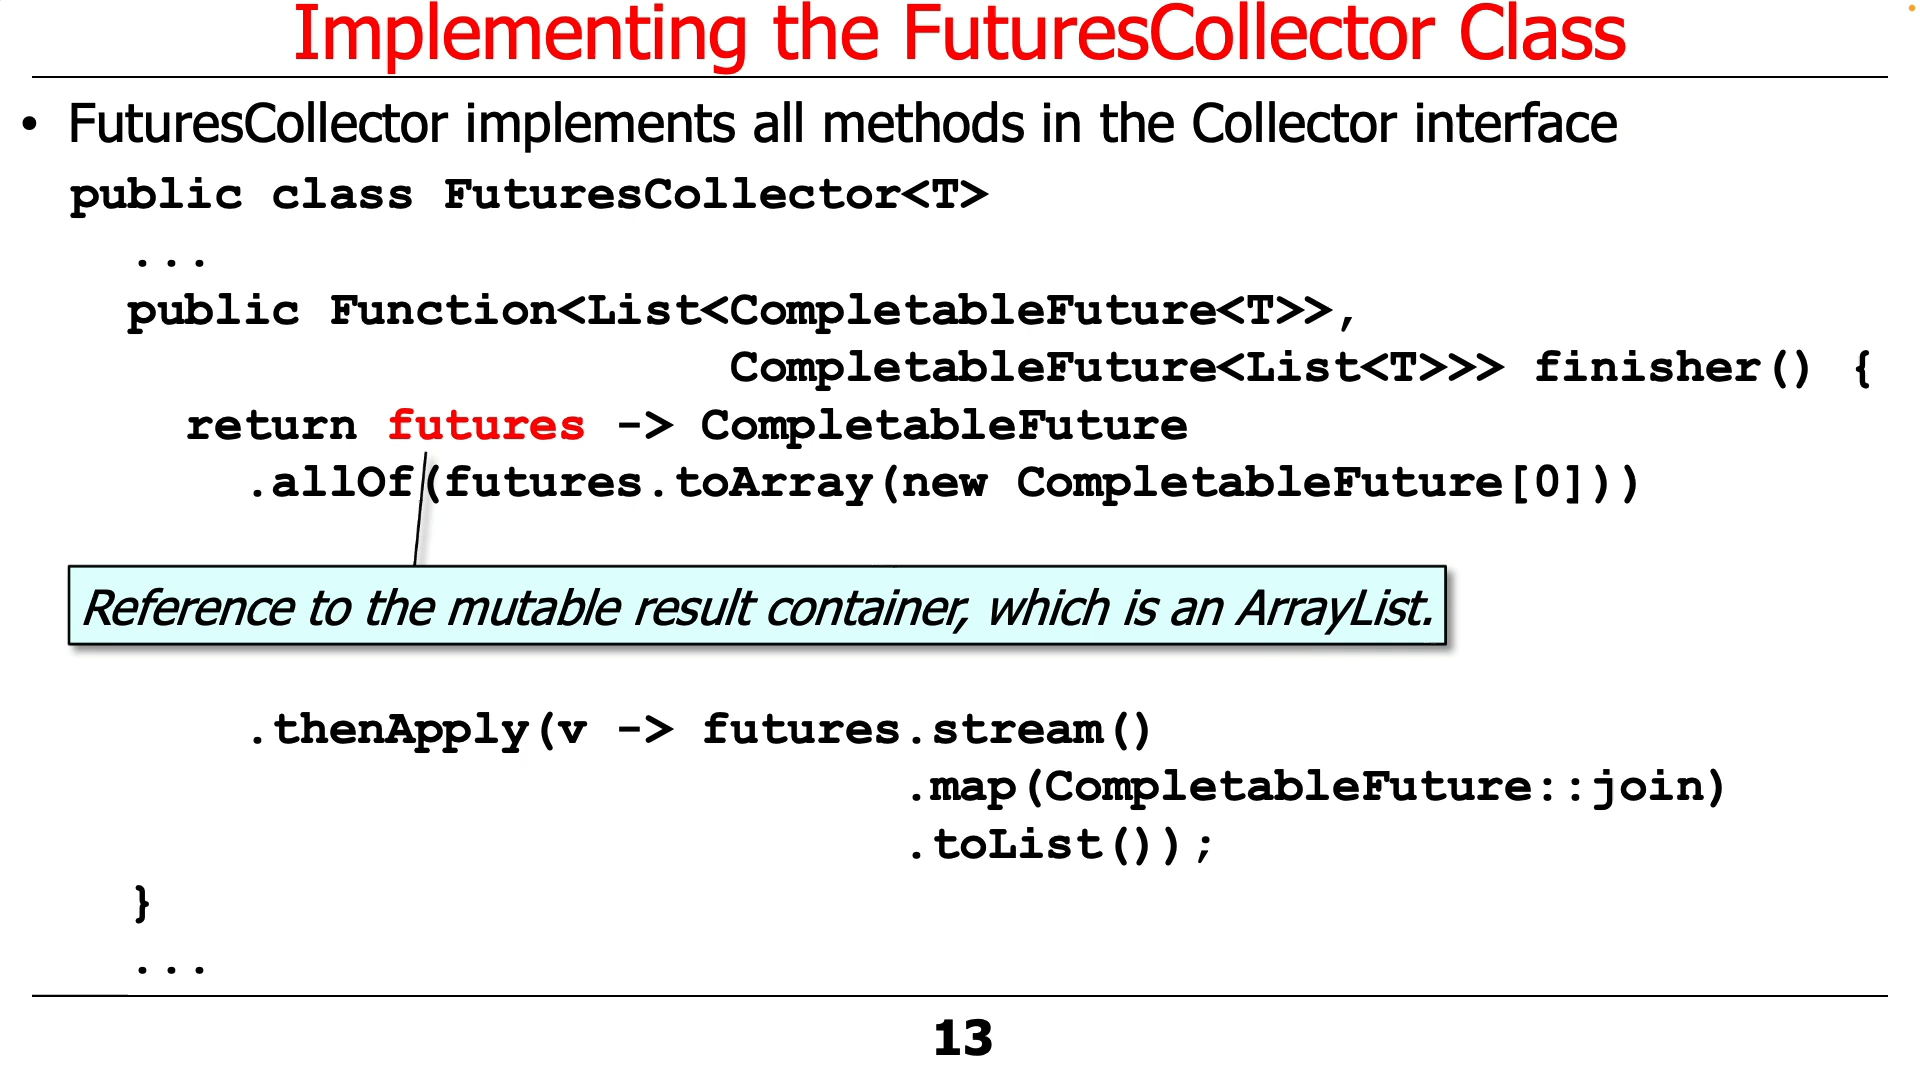 Implementing the FuturesCollector Class
• FuturesCollector implements all methods in the Collector interface
public class FuturesCollector<T>
...
public Function<List<CompletableFuture<T>>,
CompletableFuture<List<T>>> finisher() {
return futures -> CompletableFuture
.allOf(futures.toArray(new CompletableFuture[0]))
Reference to the mutable result container, which is an ArrayList.
.thenApply(v -> futures.stream()
.map(CompletableFuture::join)
.toList());
}
...
13